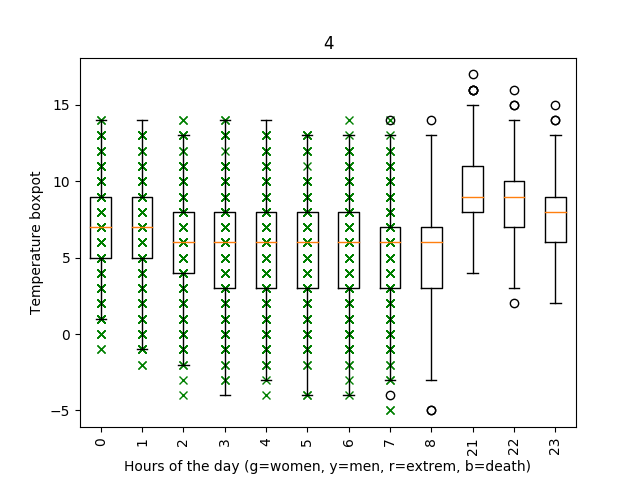 4
Temperature boxpot
15
10
5
0
−5
0 1 2 3 4 5 6 7 8 21 22 23
Hours of the day (g=women, y=men, r=extrem, b=death)